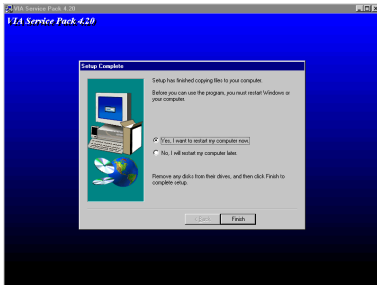 VIA Service Pack 4.20
VIA Service Pack 4.20
Setup Complete
Setup has finished copying files to your computer.
Before you can use the program, you must restart Windows or
your computer.
Yes, I want to restart my computer now.
No, I will restart my computer later.
Remove any disks from their drives, and then click Finish to
complete setup.
< Back
Finish